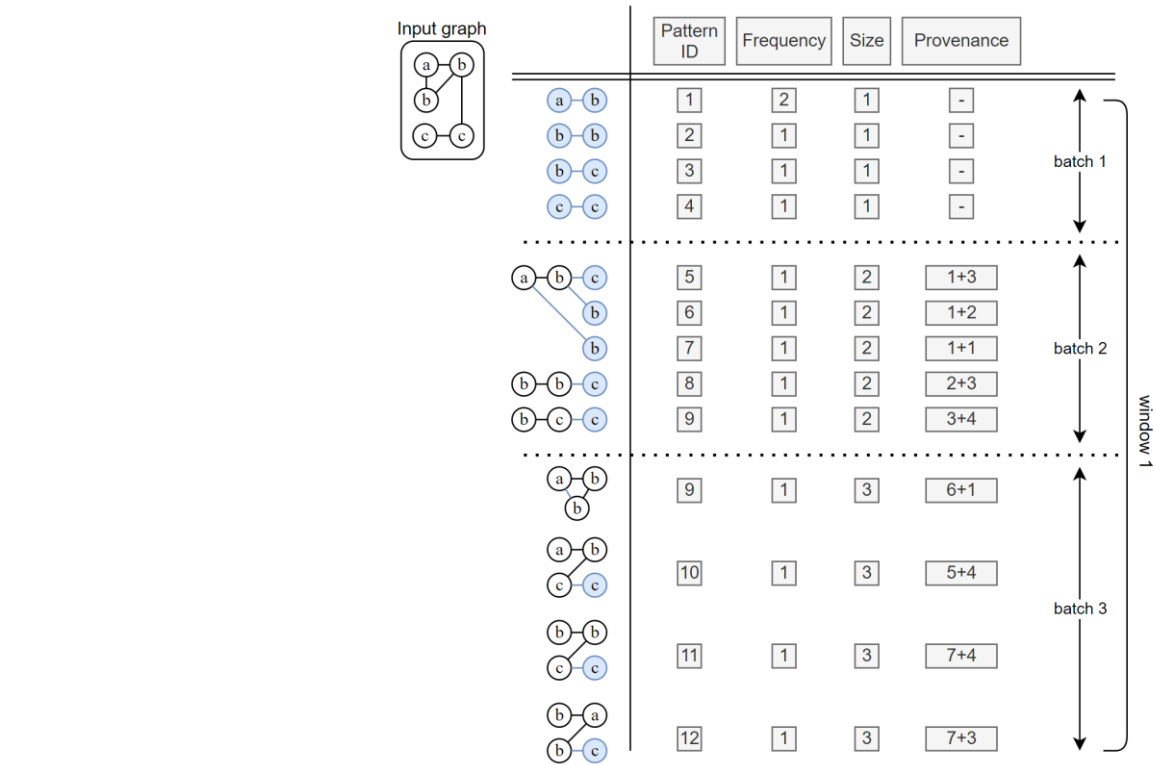 Input graph
a b
b
c c
Pattern ID Frequency Size Provenance
a b 1 2 1 -
b b 2 1 1 -
b c 3 1 1 -
c c 4 1 1 -
batch 1
a b c 5 1 2 1+3
b 6 1 2 1+2
b 7 1 2 1+1
b b c 8 1 2 2+3
b c c 9 1 2 3+4
batch 2
window 1
a b
b
9 1 3 6+1
a b
c c
10 1 3 5+4
b b
c c
11 1 3 7+4
b a
b c
12 1 3 7+3
batch 3